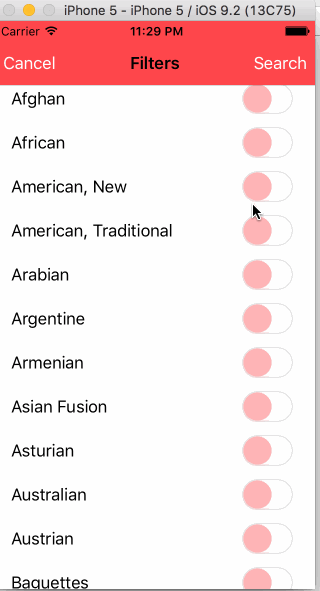 iPhone 5 - iPhone 5 / iOS 9.2 (13C75)
Carrier 11:29 PM
Cancel Filters Search
Afghan
African
American, New
American, Traditional
Arabian
Argentine
Armenian
Asian Fusion
Asturian
Australian
Austrian
Baguettes